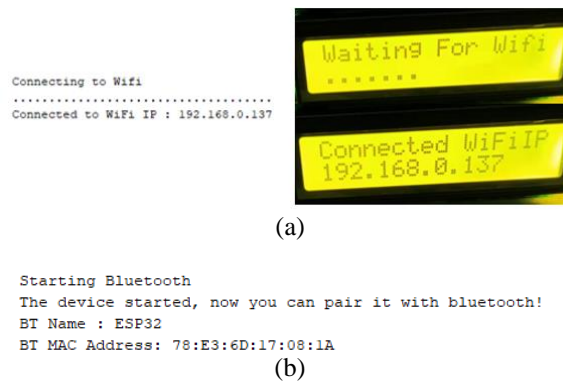 Connecting to Wifi
.....................................
Connected to WiFi IP : 192.168.0.137
Waiting For Wifi
.......
Connected WiFiIP
192.168.0.137
(a)
Starting Bluetooth
The device started, now you can pair it with bluetooth!
BT Name : ESP32
BT MAC Address: 78:E3:6D:17:08:1A
(b)